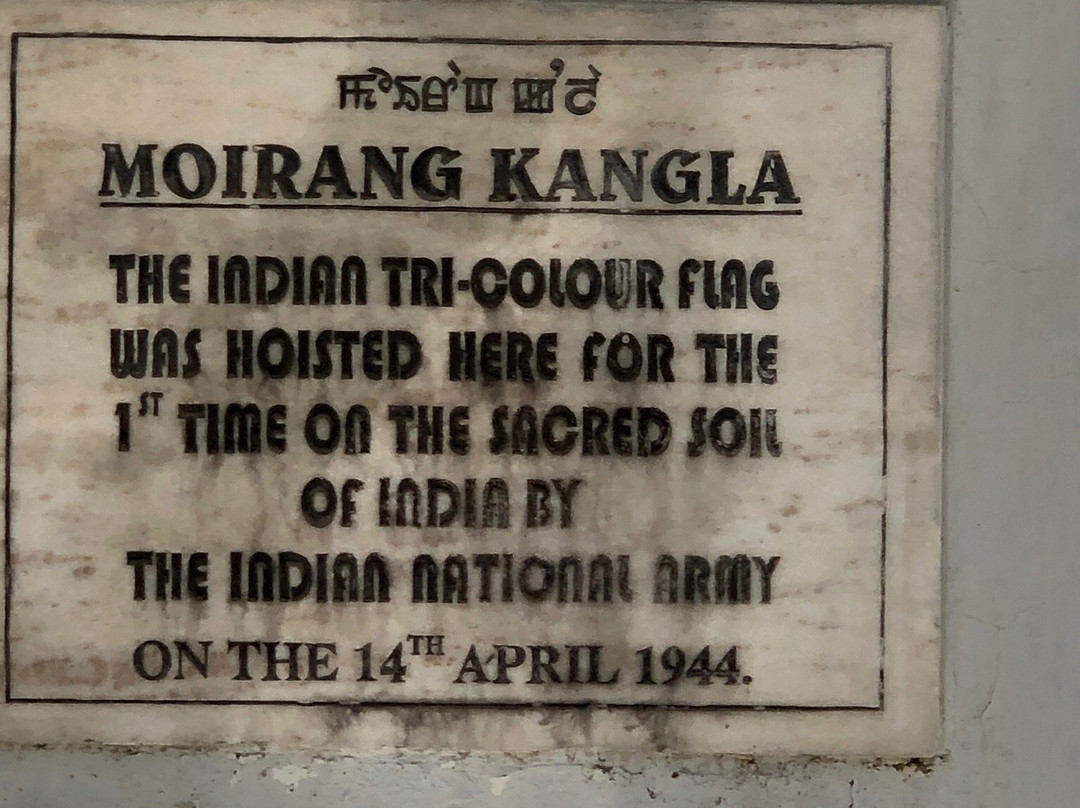 ꯃꯣꯏꯔꯥꯡ ꯀꯪꯂꯥ
MOIRANG KANGLA
THE INDIAN TRI-COLOUR FLAG
WAS HOISTED HERE FOR THE
1ST TIME ON THE SACRED SOIL
OF INDIA BY
THE INDIAN NATIONAL ARMY
ON THE 14TH APRIL 1944.